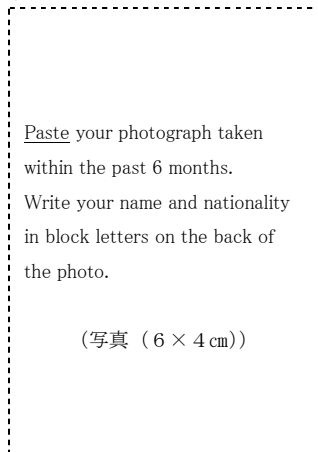 Paste your photograph taken
within the past 6 months.
Write your name and nationality
in block letters on the back of
the photo.
（写真（６×４㎝））